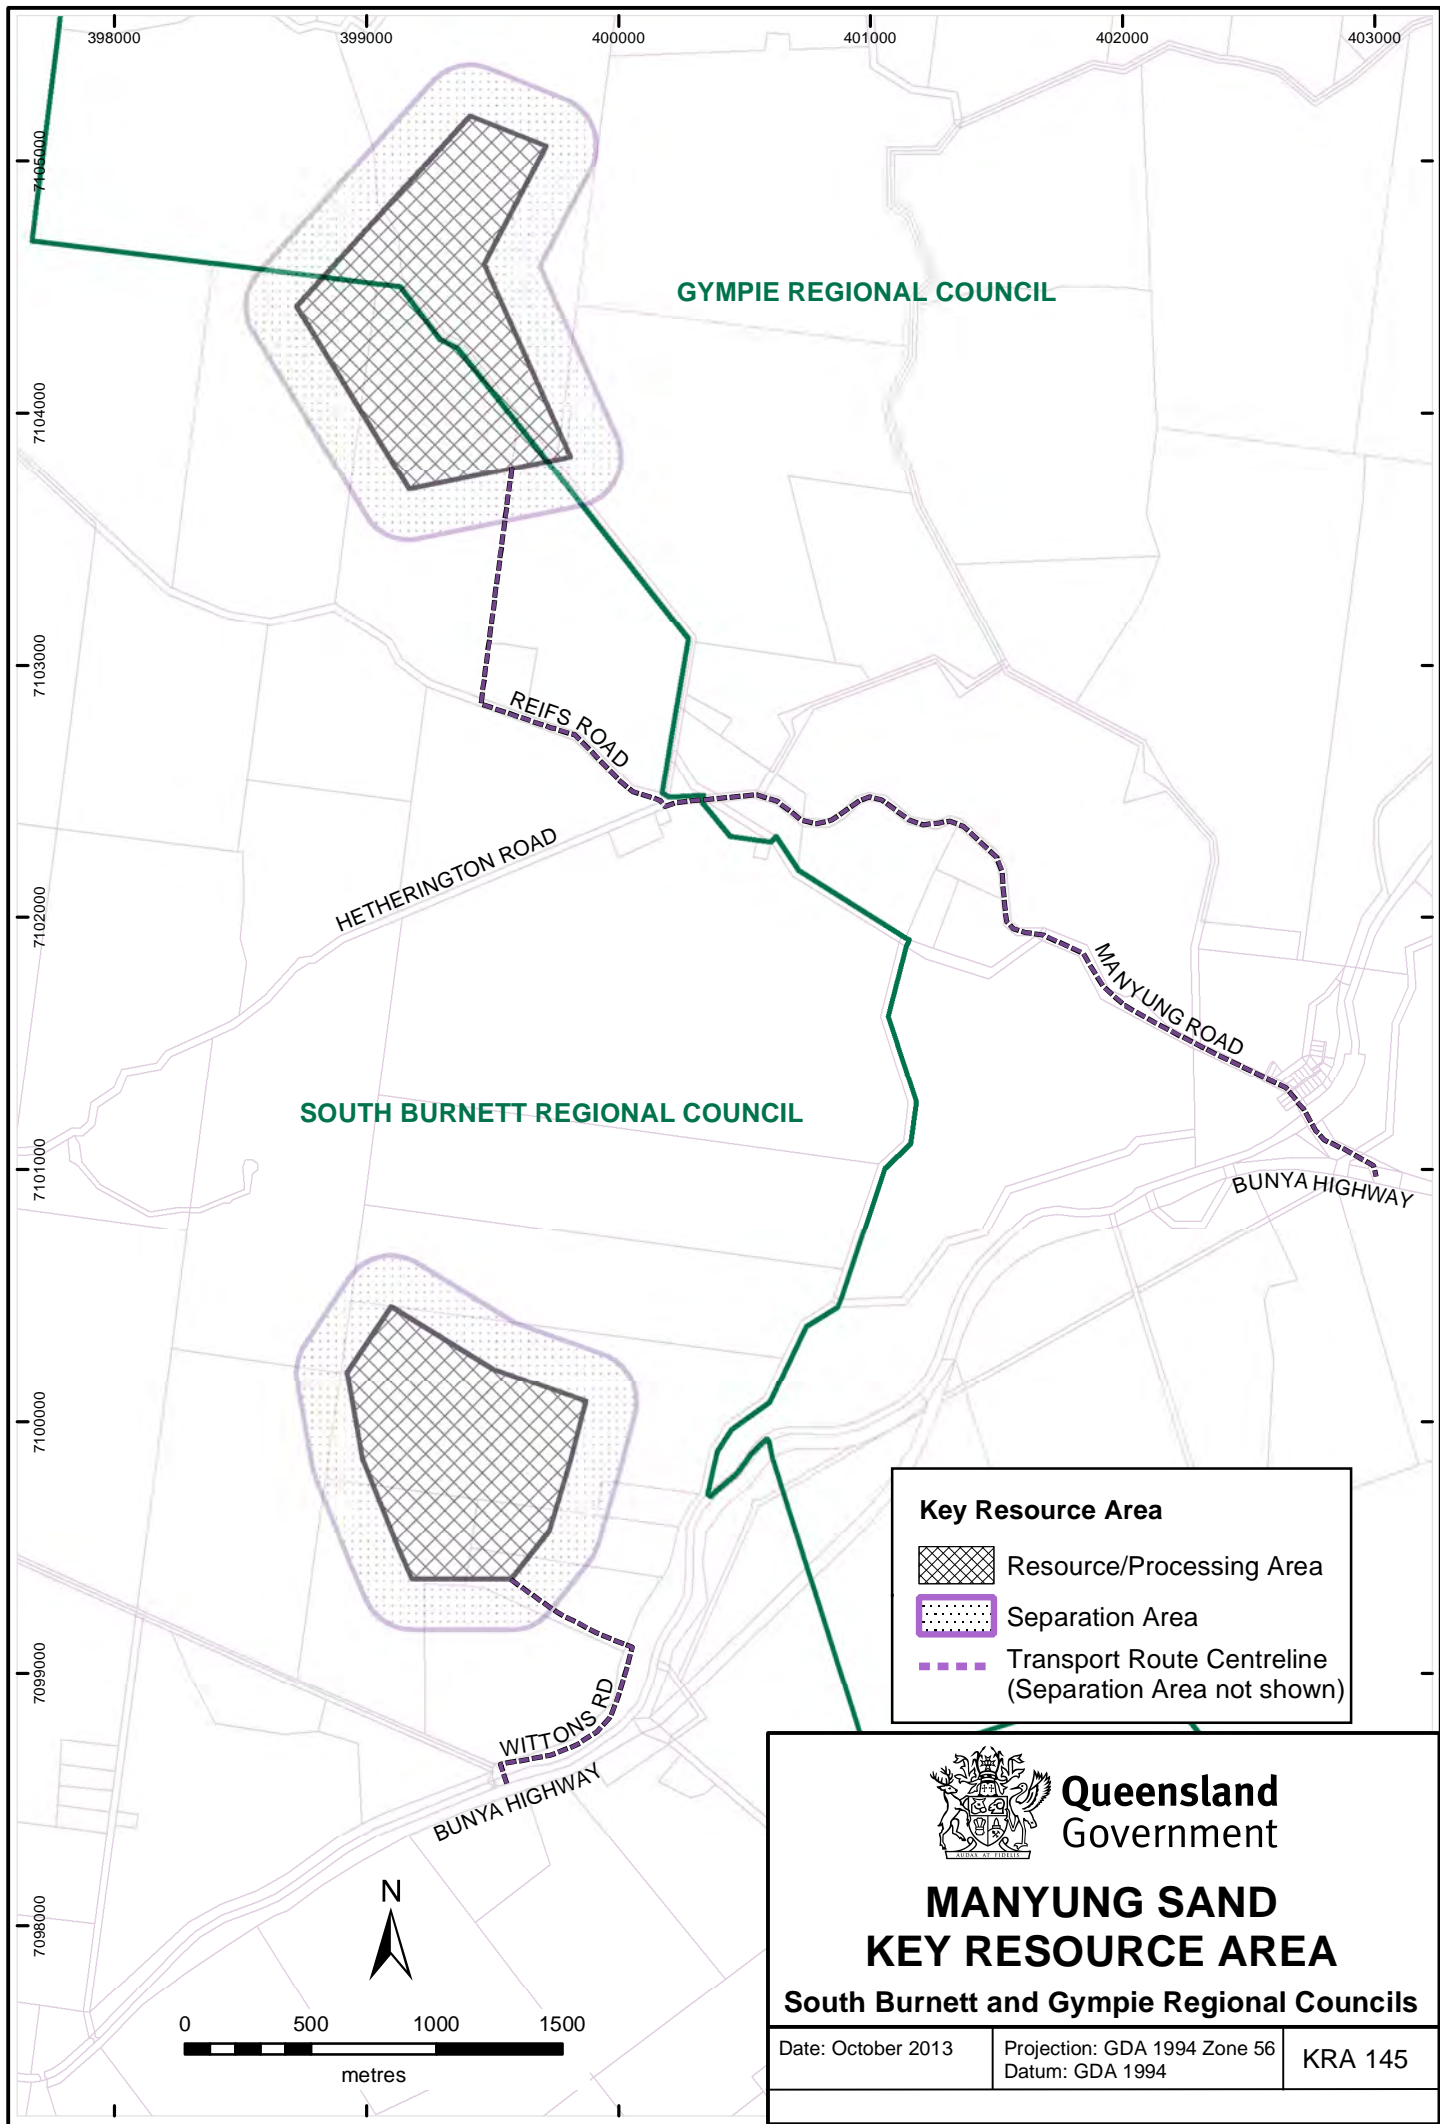 398000
399000
400000
401000
402000
403000
7105000
7104000
7103000
7102000
7101000
7100000
7099000
7098000
GYMPIE REGIONAL COUNCIL
REIFS ROAD
HETHERINGTON ROAD
MANYUNG ROAD
SOUTH BURNETT REGIONAL COUNCIL
BUNYA HIGHWAY
WITTONS RD
BUNYA HIGHWAY
Key Resource Area
Resource/Processing Area
Separation Area
Transport Route Centreline
(Separation Area not shown)
N
0 500 1000 1500
metres
AUDAX AT FIDELIS
Queensland
Government
MANYUNG SAND
KEY RESOURCE AREA
South Burnett and Gympie Regional Councils
Date: October 2013
Projection: GDA 1994 Zone 56
Datum: GDA 1994
KRA 145